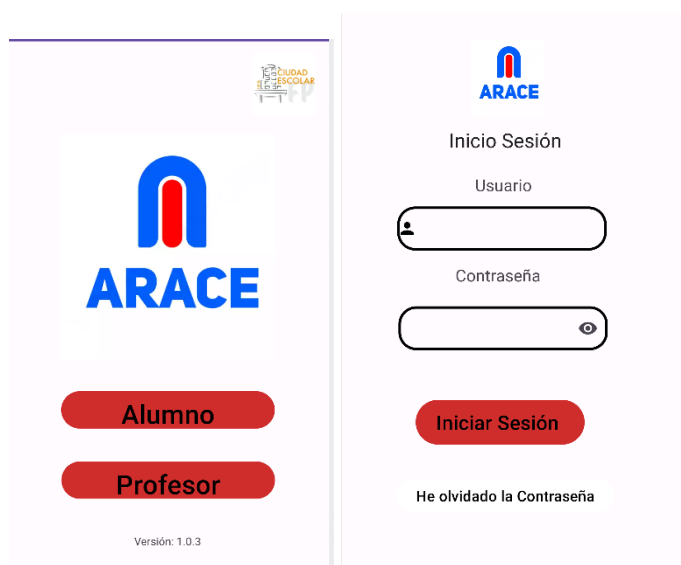 CIUDAD
ESCOLAR
FP
ARACE
Alumno
Profesor
Versión: 1.0.3
ARACE
Inicio Sesión
Usuario
Contraseña
Iniciar Sesión
He olvidado la Contraseña